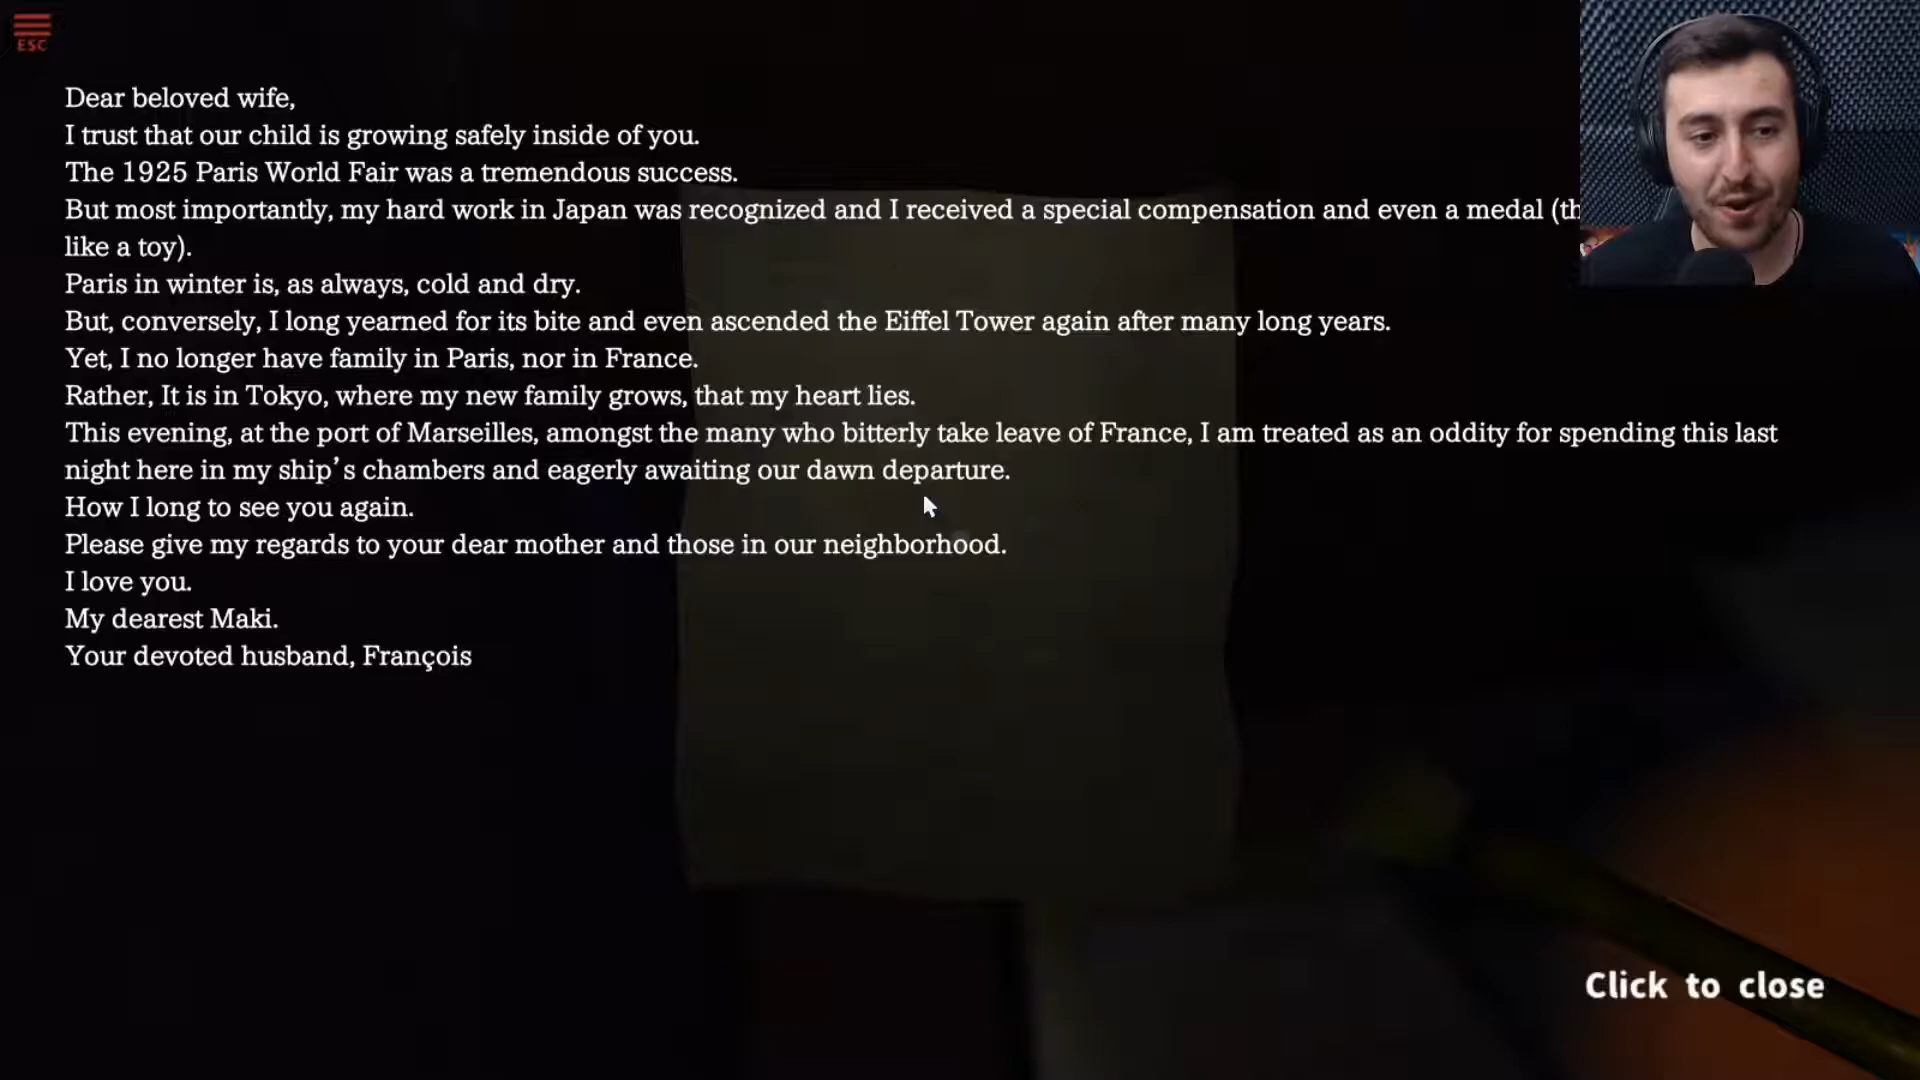 ESC
Dear beloved wife,
I trust that our child is growing safely inside of you.
The 1925 Paris World Fair was a tremendous success.
But most importantly, my hard work in Japan was recognized and I received a special compensation and even a medal
like a toy).
Paris in winter is, as always, cold and dry.
But, conversely, I long yearned for its bite and even ascended the Eiffel Tower again after many long years.
Yet, I no longer have family in Paris, nor in France.
Rather, It is in Tokyo, where my new family grows, that my heart lies.
This evening, at the port of Marseilles, amongst the many who bitterly take leave of France, I am treated as an oddity for spending this last
night here in my ship’s chambers and eagerly awaiting our dawn departure.
How I long to see you again.
Please give my regards to your dear mother and those in our neighborhood.
I love you.
My dearest Maki.
Your devoted husband, François
Click to close